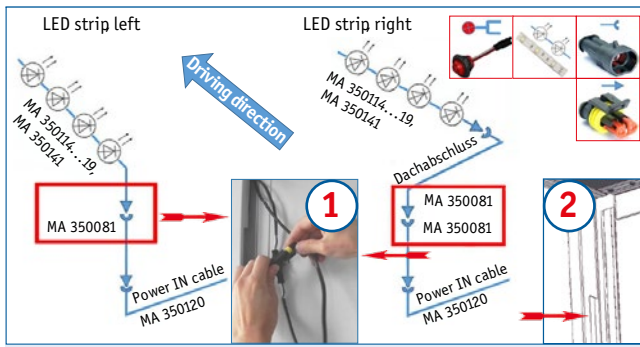 LED strip left
LED strip right
Driving direction
MA 350114...19,
MA 350141
MA 350114...19,
MA 350141
Dachabschluss
MA 350081
1
MA 350081
MA 350081
2
Power IN cable
MA 350120
Power IN cable
MA 350120